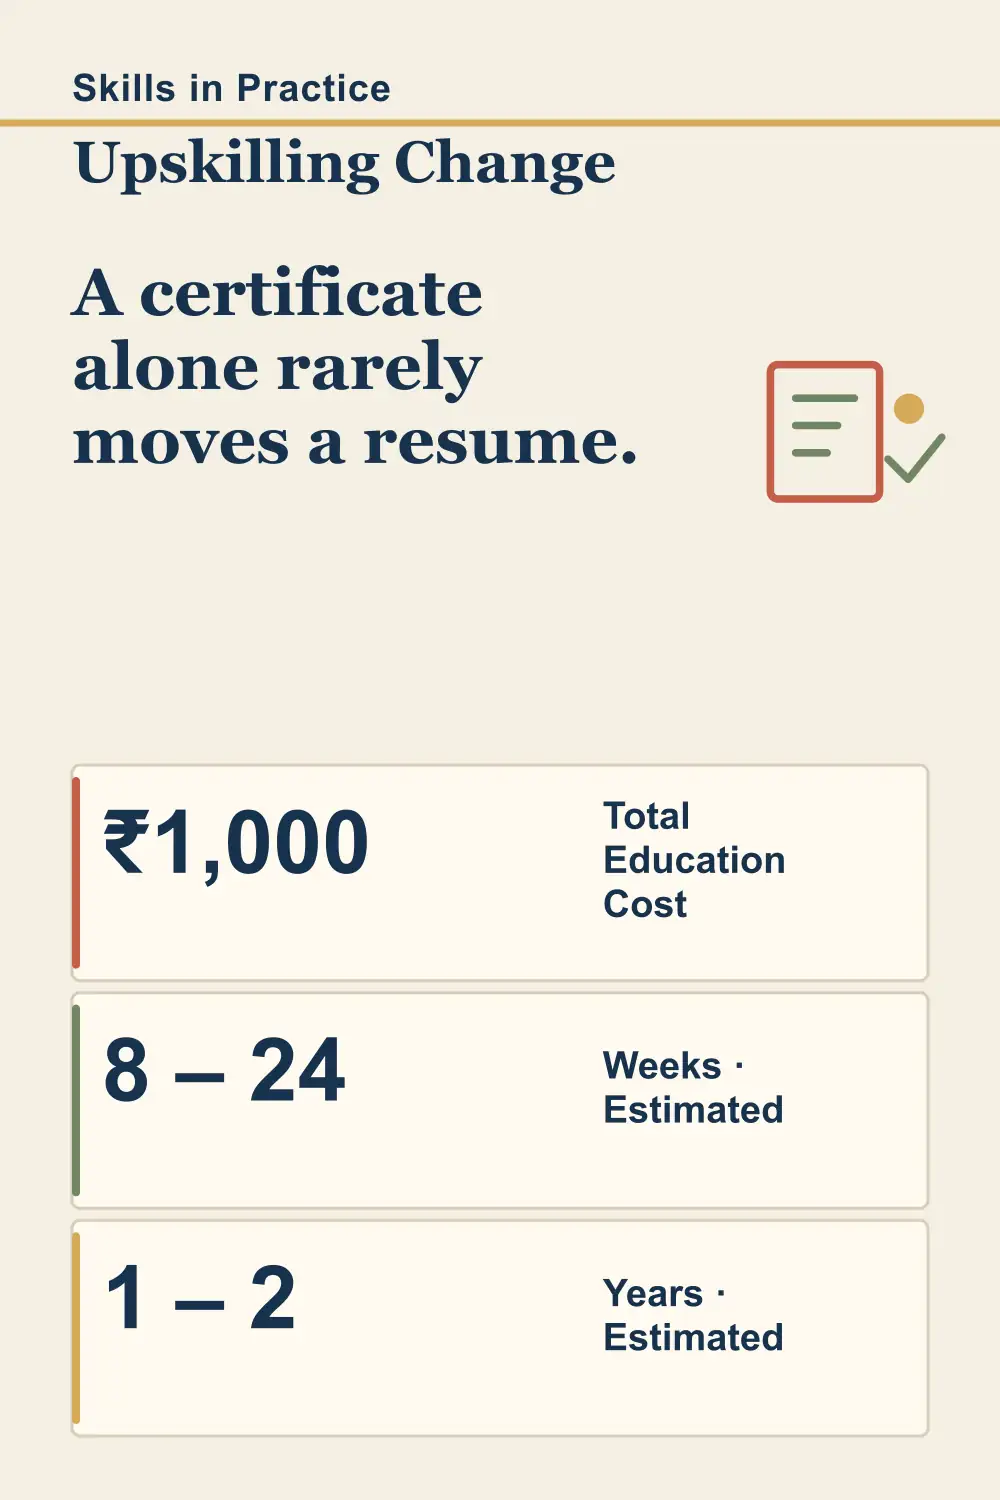 Skills in Practice
Upskilling Change
A certificate
alone rarely
moves a resume.
₹1,000
Total
Education
Cost
8 – 24
Weeks ·
Estimated
1 – 2
Years ·
Estimated